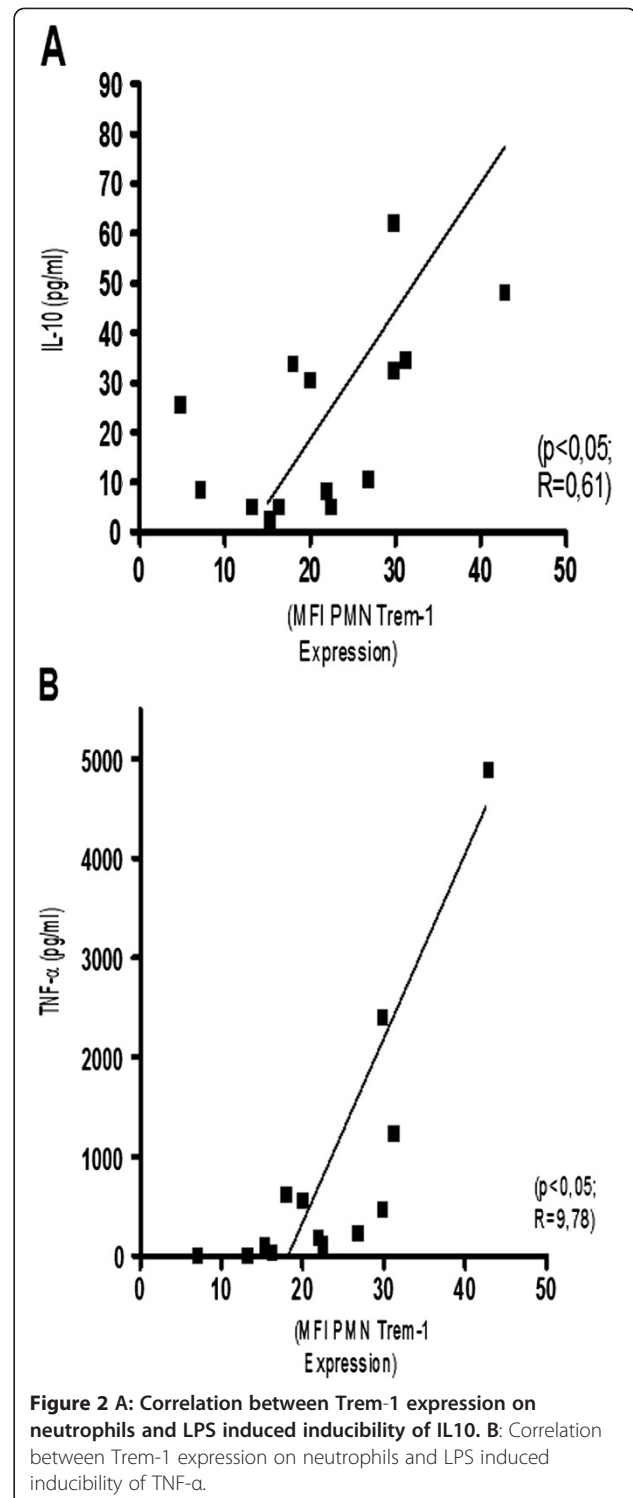 A
90
80
70
60
50
40
30
20
10
0
IL-10 (pg/ml)
(p<0,05;
R=0,61)
0 10 20 30 40 50
(MFI PMN Trem-1
Expression)
B
5000
4000
3000
2000
1000
0
TNF-α (pg/ml)
(p<0,05;
R=9,78)
0 10 20 30 40 50
(MFI PMN Trem-1
Expression)
Figure 2 A: Correlation between Trem-1 expression on
neutrophils and LPS induced inducibility of IL10. B: Correlation
between Trem-1 expression on neutrophils and LPS induced
inducibility of TNF-α.